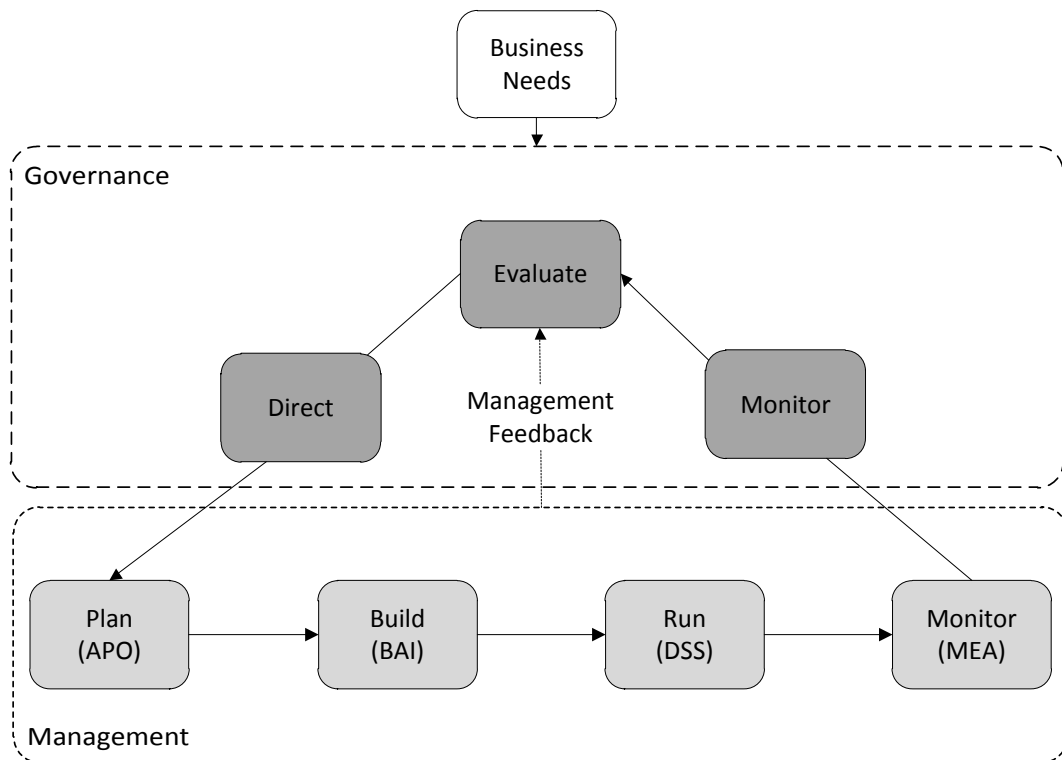 Business
Needs
Governance
Evaluate
Direct
Management
Feedback
Monitor
Plan
(APO)
Build
(BAI)
Run
(DSS)
Monitor
(MEA)
Management